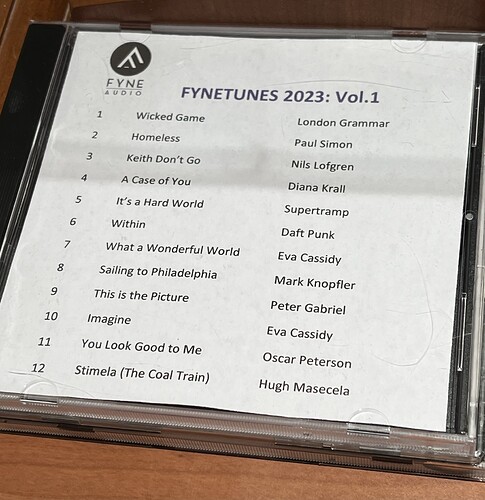 FYNE
AUDIO
FYNETUNES 2023: Vol.1
1 Wicked Game London Grammar
2 Homeless Paul Simon
3 Keith Don't Go Nils Lofgren
4 A Case of You Diana Krall
5 It's a Hard World Supertramp
6 Within Daft Punk
7 What a Wonderful World Eva Cassidy
8 Sailing to Philadelphia Mark Knopfler
9 This is the Picture Peter Gabriel
10 Imagine Eva Cassidy
11 You Look Good to Me Oscar Peterson
12 Stimela (The Coal Train) Hugh Masecela